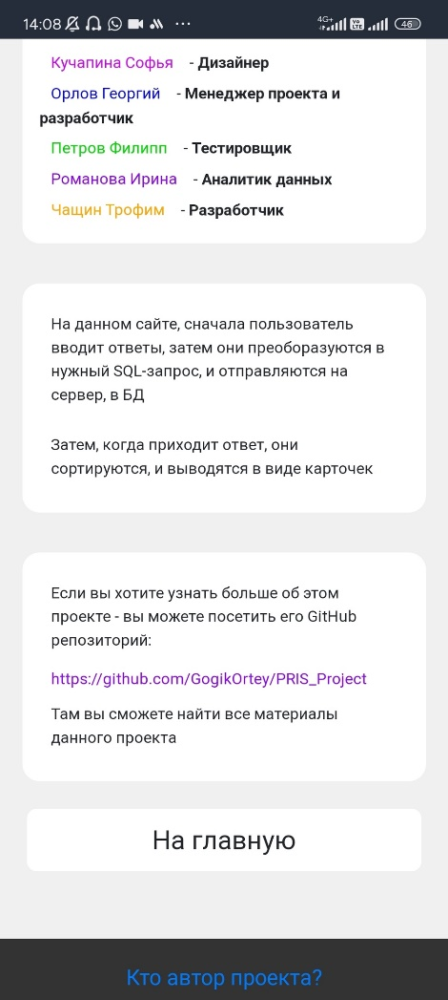 14:08 ... 4G+ Vo LTE 46
Кучапина Софья - Дизайнер
Орлов Георгий - Менеджер проекта и
разработчик
Петров Филипп - Тестировщик
Романова Ирина - Аналитик данных
Чащин Трофим - Разработчик
На данном сайте, сначала пользователь
вводит ответы, затем они преоборазуются в
нужный SQL-запрос, и отправляются на
сервер, в БД
Затем, когда приходит ответ, они
сортируются, и выводятся в виде карточек
Если вы хотите узнать больше об этом
проекте - вы можете посетить его GitHub
репозиторий:
https://github.com/GogikOrtey/PRIS_Project
Там вы сможете найти все материалы
данного проекта
На главную
Кто автор проекта?